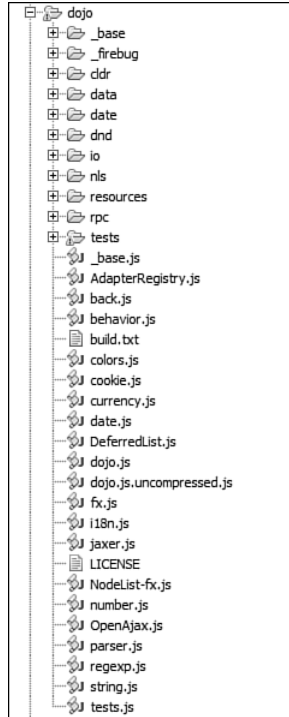 dojo
_base
_firebug
cldr
data
date
dnd
io
nls
resources
rpc
tests
_base.js
AdapterRegistry.js
back.js
behavior.js
build.txt
colors.js
cookie.js
currency.js
date.js
DeferredList.js
dojo.js
dojo.js.uncompressed.js
fx.js
i18n.js
jaxer.js
LICENSE
NodeList-fx.js
number.js
OpenAjax.js
parser.js
regexp.js
string.js
tests.js